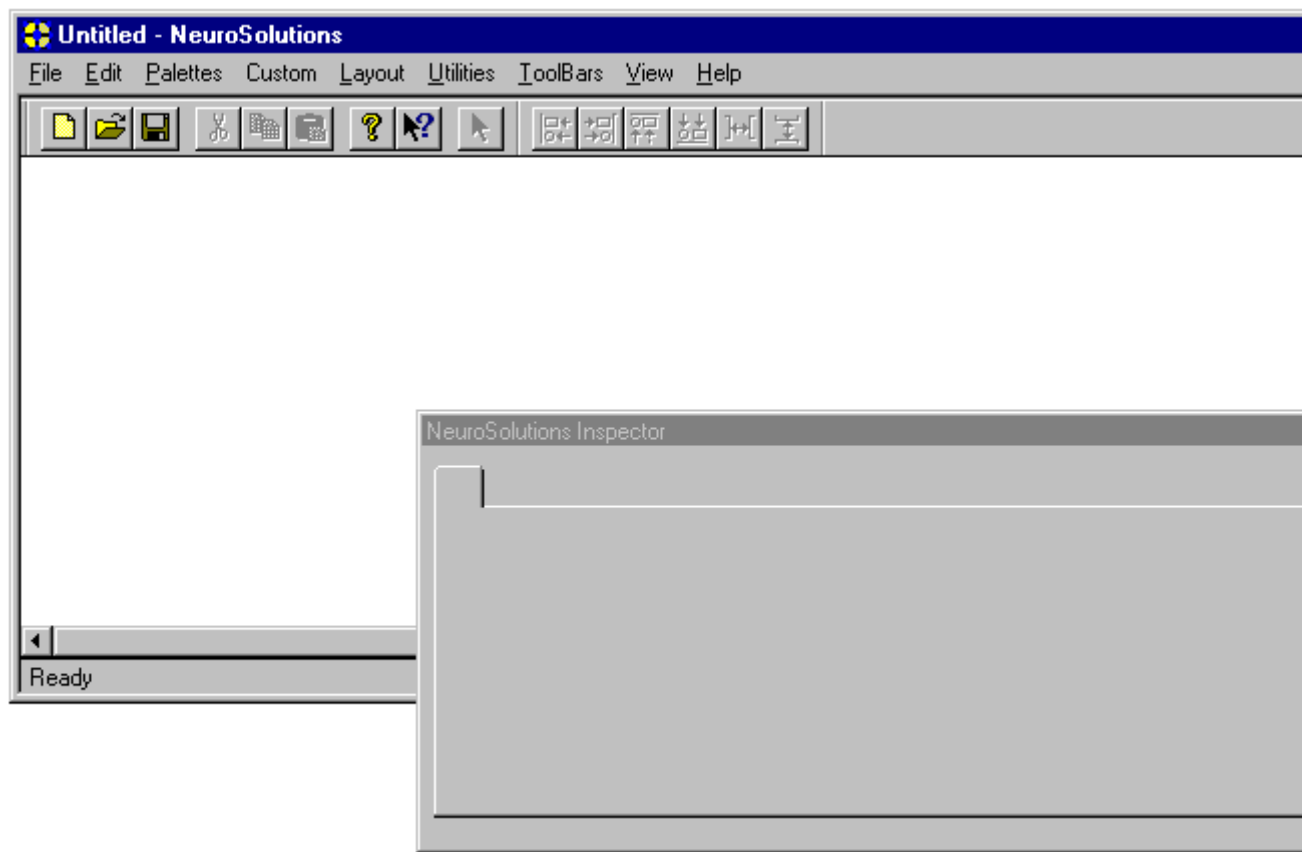 Untitled - NeuroSolutions
File Edit Palettes Custom Layout Utilities ToolBars View Help
NeuroSolutions Inspector
Ready